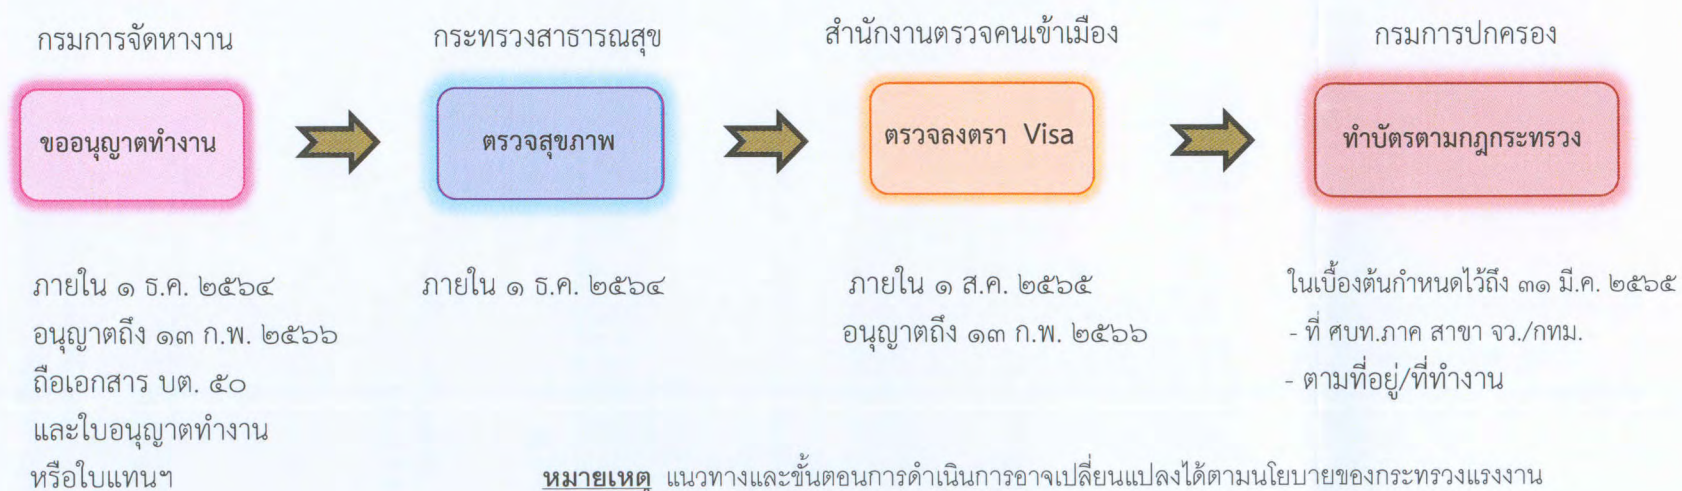 กรมการจัดหางาน
กระทรวงสาธารณสุข
สำนักงานตรวจคนเข้าเมือง
กรมการปกครอง
ขออนุญาตทำงาน
ตรวจสุขภาพ
ตรวจลงตรา Visa
ทำบัตรตามกฎกระทรวง
ภายใน ๑ ธ.ค. ๒๕๖๔
อนุญาตถึง ๑๓ ก.พ. ๒๕๖๖
ถือเอกสาร บต. ๕๐
และใบอนุญาตทำงาน
หรือใบแทนฯ
ภายใน ๑ ธ.ค. ๒๕๖๔
ภายใน ๑ ส.ค. ๒๕๖๕
อนุญาตถึง ๑๓ ก.พ. ๒๕๖๖
ในเบื้องต้นกำหนดไว้ถึง ๓๑ มี.ค. ๒๕๖๕
- ที่ ศบท.ภาค สาขา จว./กทม.
- ตามที่อยู่/ที่ทำงาน
หมายเหตุ แนวทางและขั้นตอนการดำเนินการอาจเปลี่ยนแปลงได้ตามนโยบายของกระทรวงแรงงาน